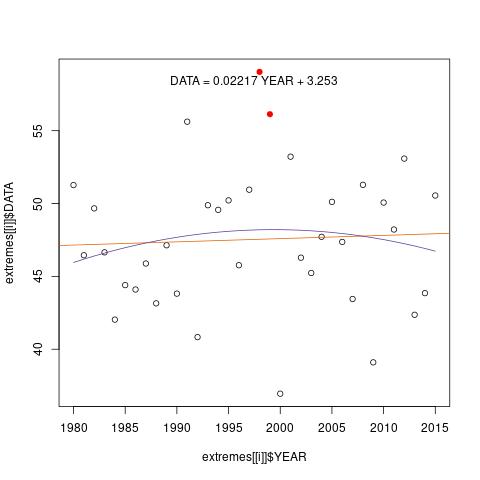 DATA = 0.02217 YEAR + 3.253
55
50
45
40
extremes[[i]]$DATA
1980 1985 1990 1995 2000 2005 2010 2015
extremes[[i]]$YEAR